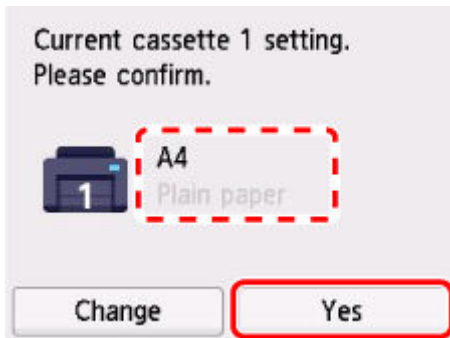 Current cassette 1 setting.
Please confirm.
A4
1
Plain paper
Change
Yes